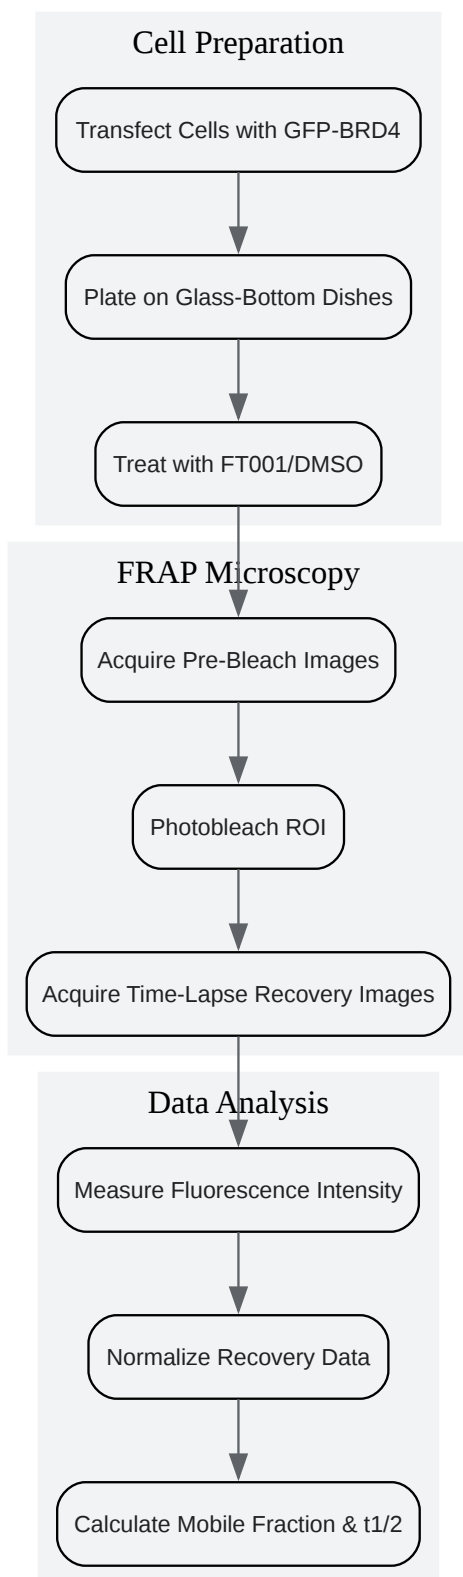 Cell Preparation
Transfect Cells with GFP-BRD4
Plate on Glass-Bottom Dishes
Treat with FT001/DMSO
FRAP Microscopy
Acquire Pre-Bleach Images
Photobleach ROI
Acquire Time-Lapse Recovery Images
Data Analysis
Measure Fluorescence Intensity
Normalize Recovery Data
Calculate Mobile Fraction & t1/2